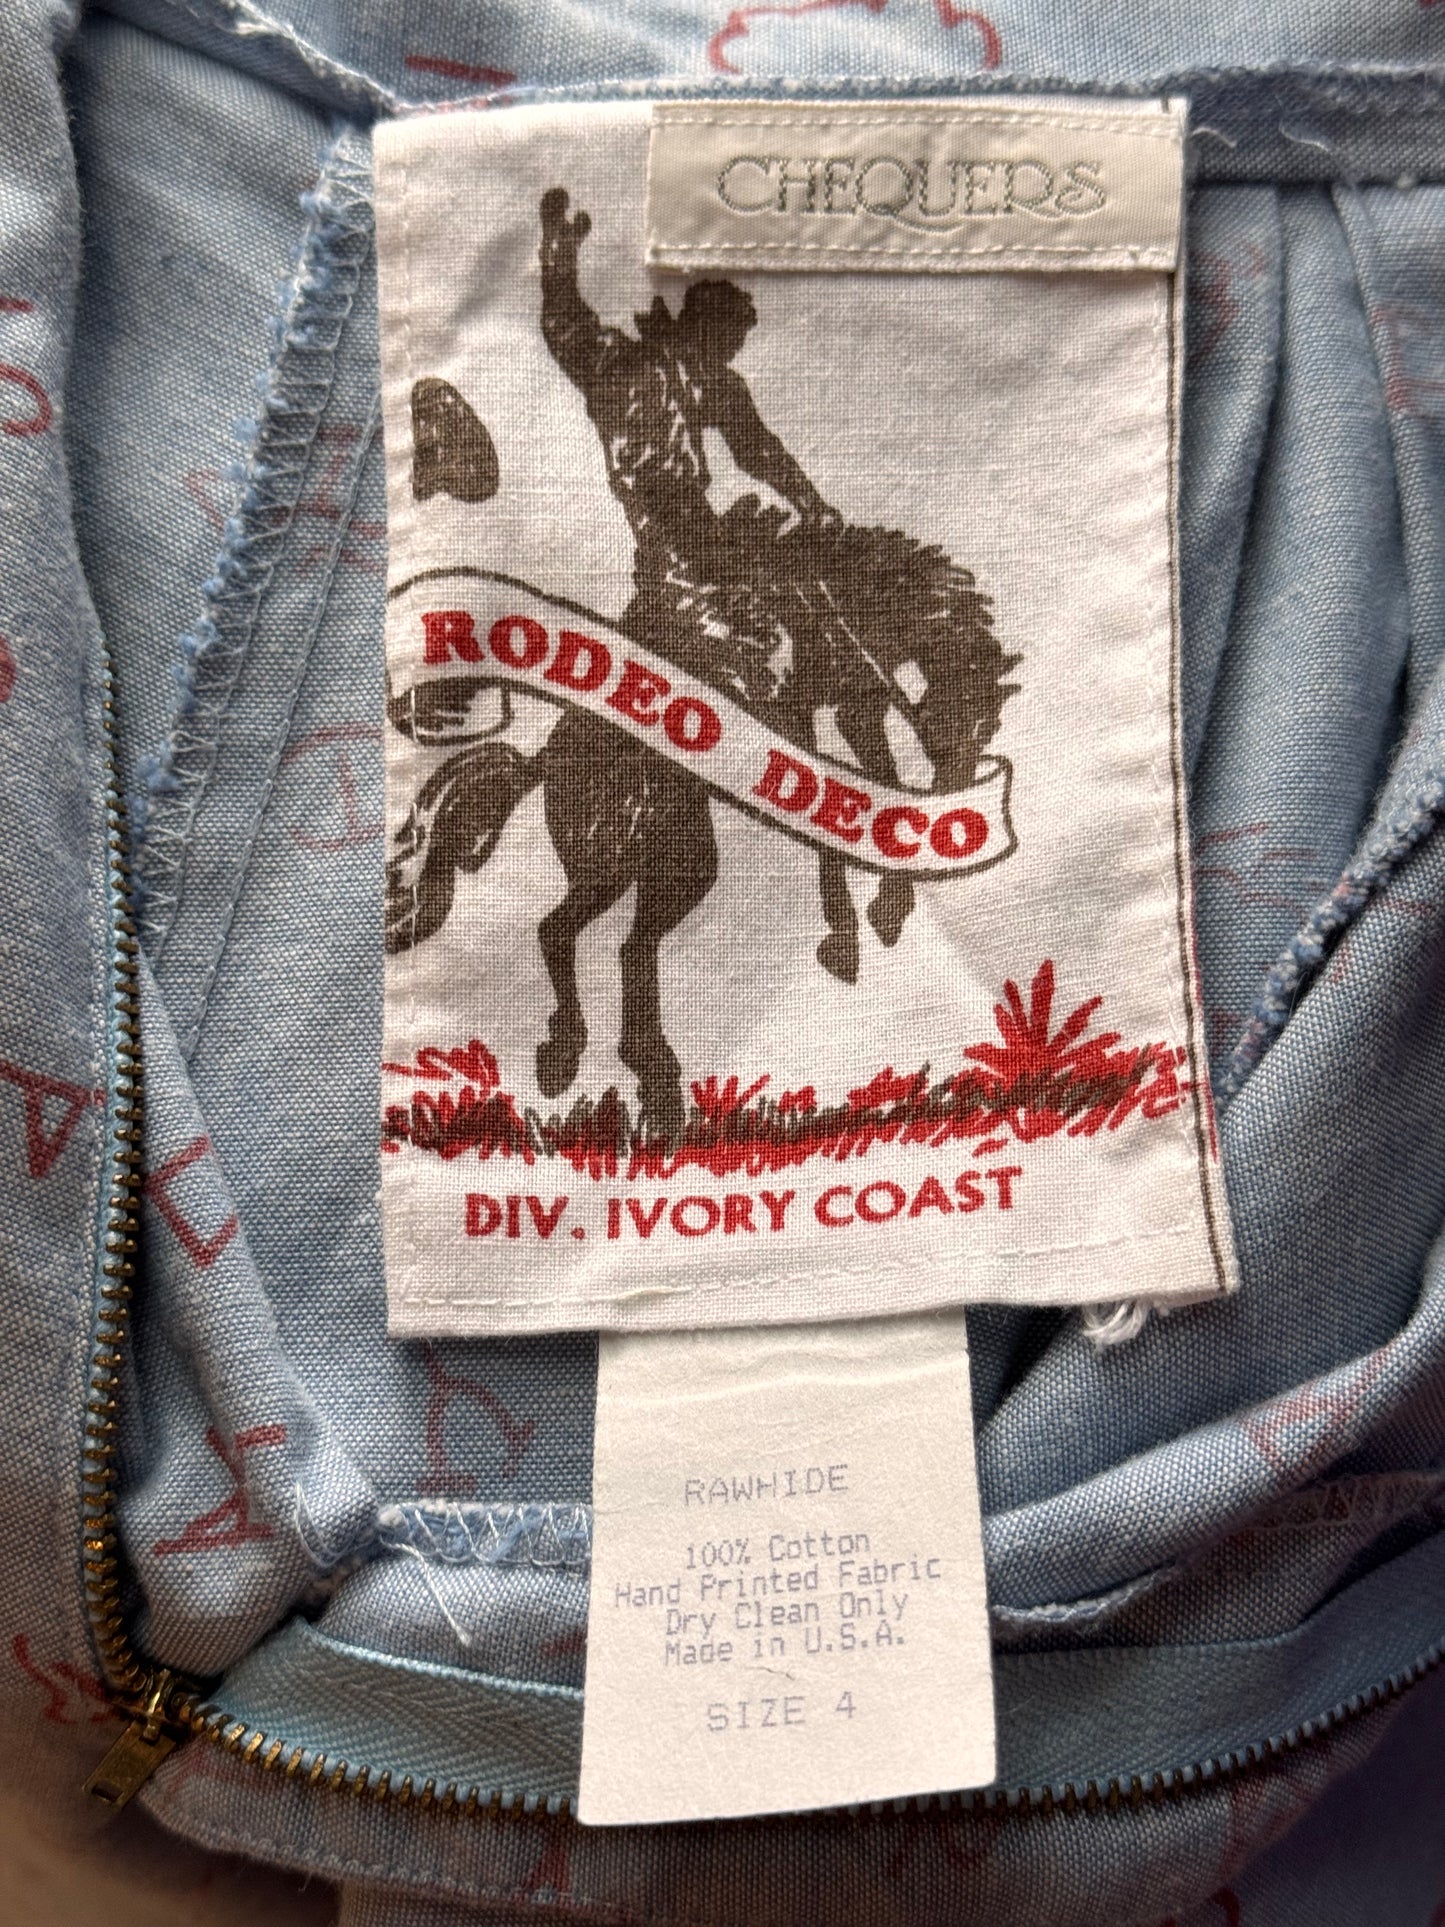 CHEQUERS
RODEO DECO
DIV. IVORY COAST
RAWHIDE
100% Cotton
Hand Printed Fabric
Dry Clean Only
Made in U.S.A.
SIZE 4